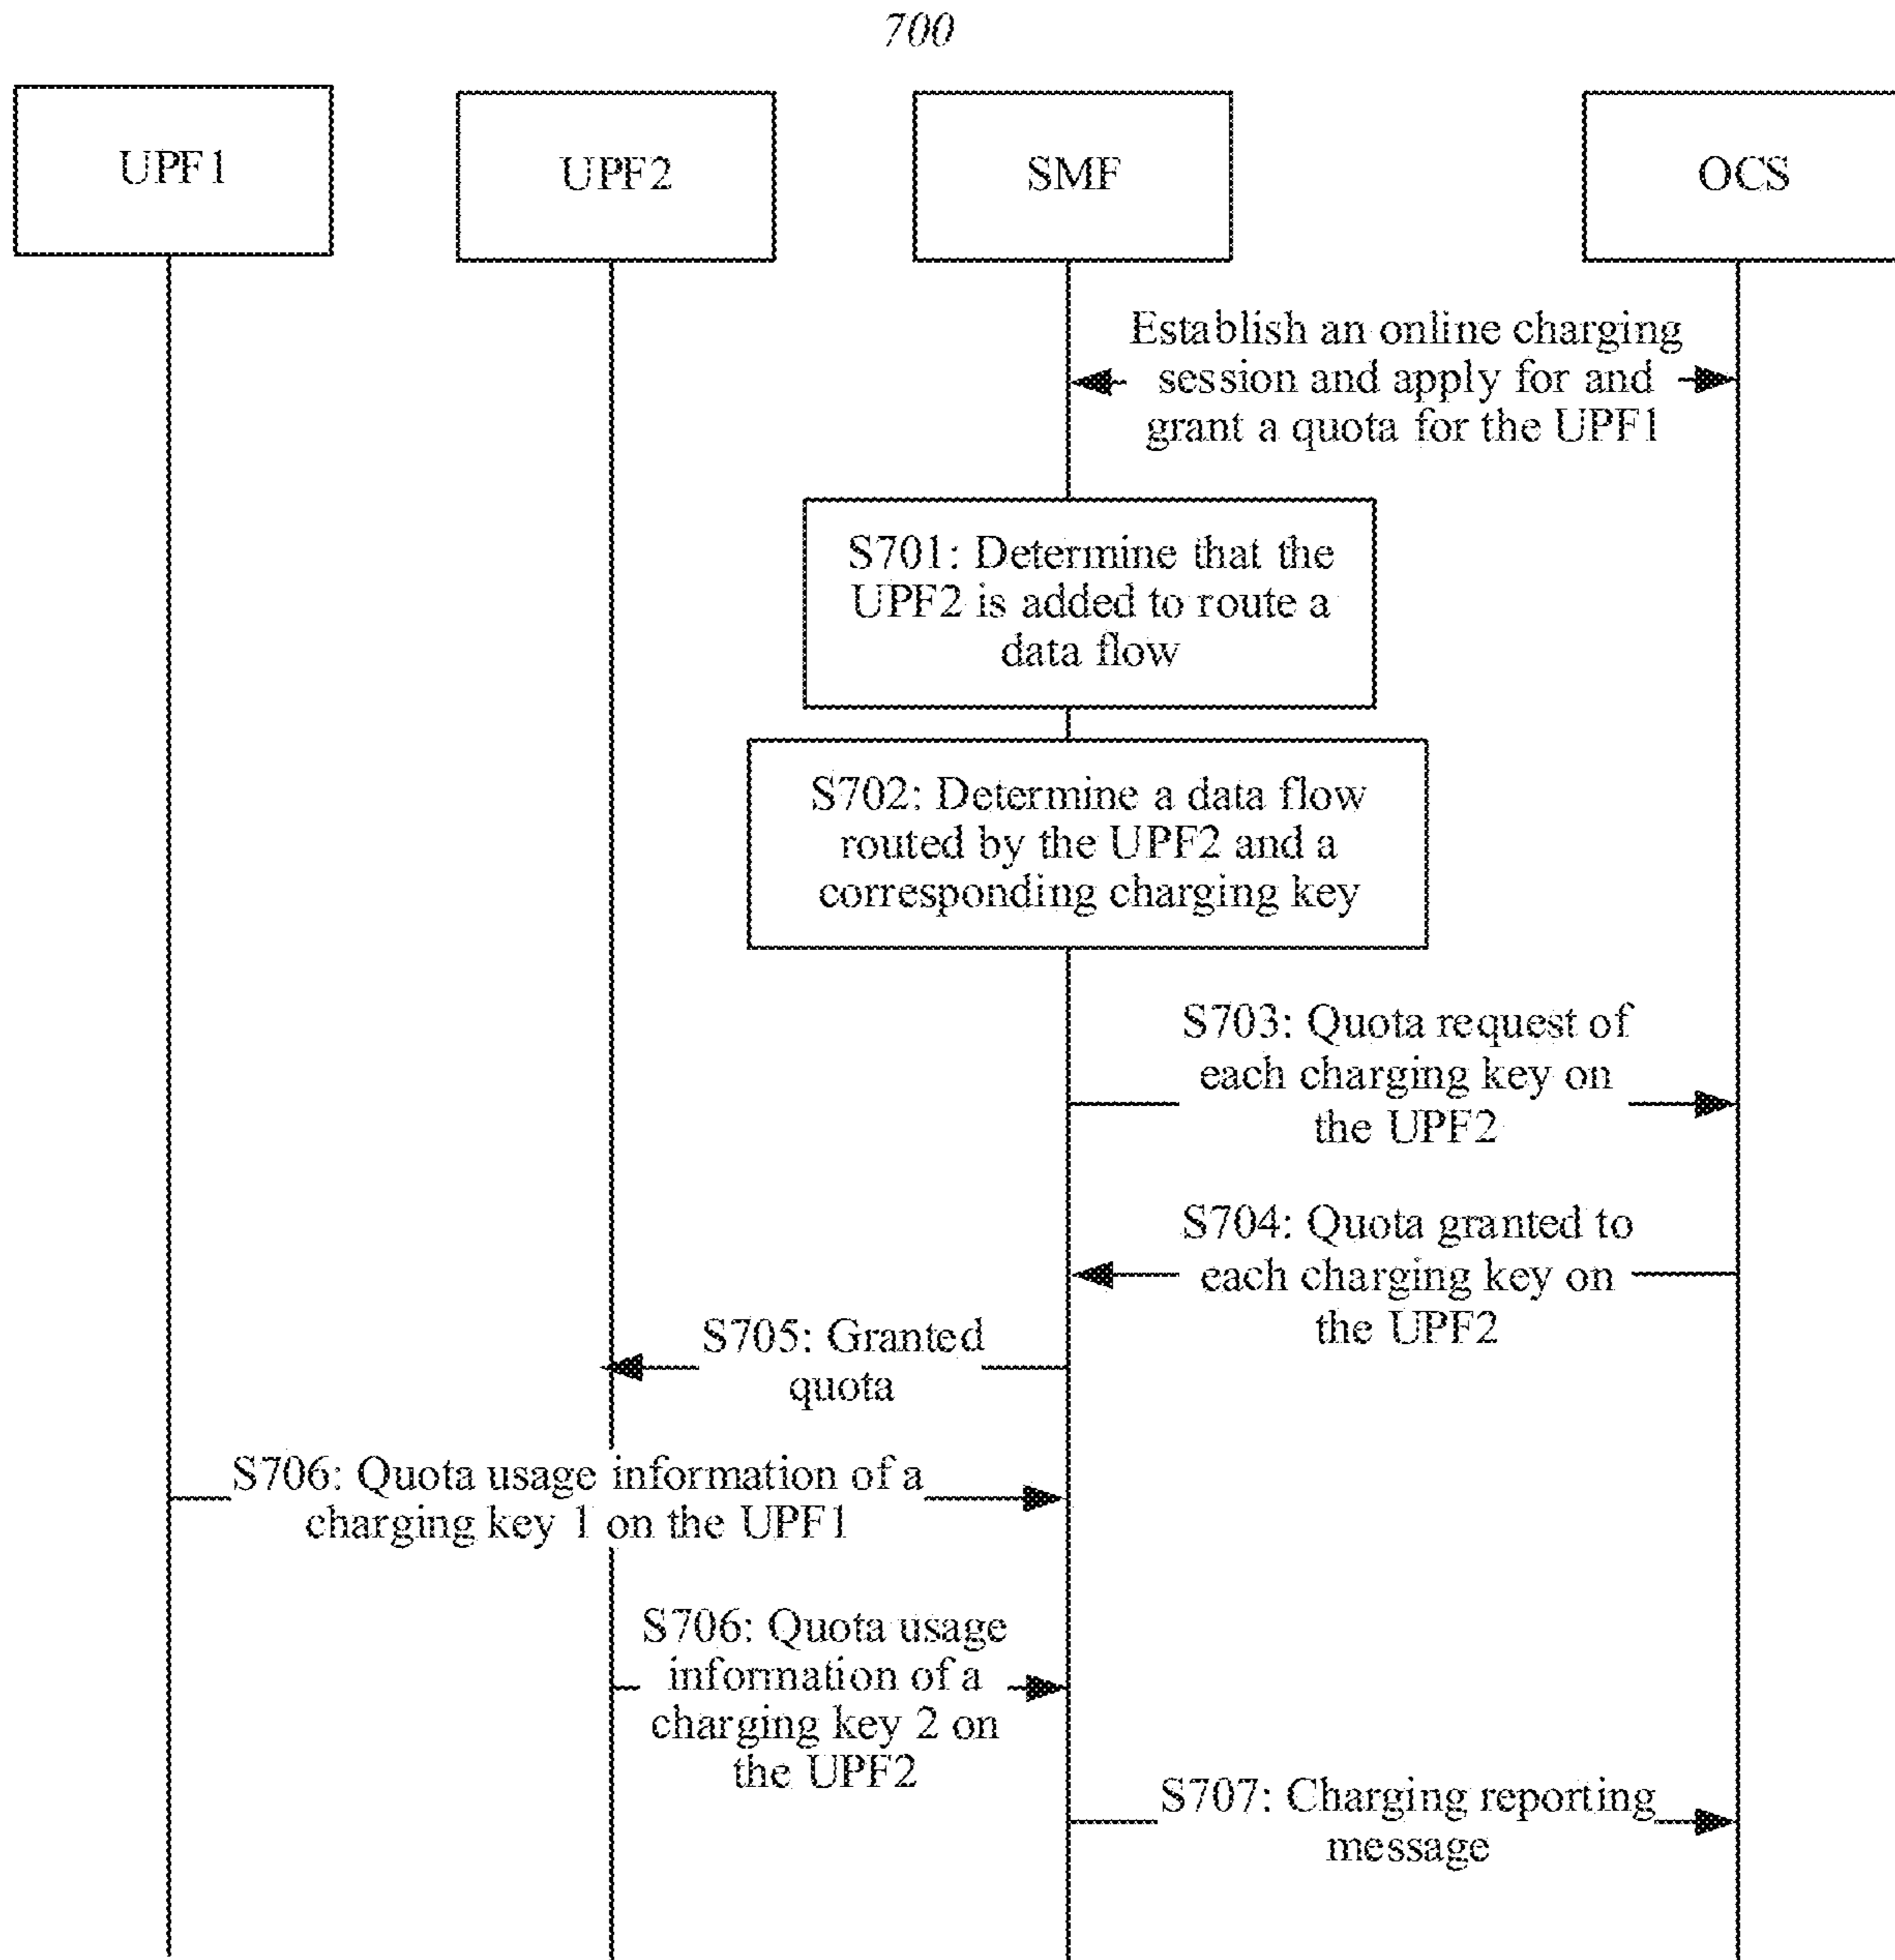 700
UPF1
UPF2
SMF
OCS
Establish an online charging
session and apply for and
grant a quota for the UPF1
S701: Determine that the
UPF2 is added to route a
data flow
S702: Determine a data flow
routed by the UPF2 and a
corresponding charging key
S703: Quota request of
each charging key on
the UPF2
S704: Quota granted to
each charging key on
the UPF2
S705: Granted
quota
S706: Quota usage information of a
charging key 1 on the UPF1
S706: Quota usage
information of a
charging key 2 on
the UPF2
S707: Charging reporting
message